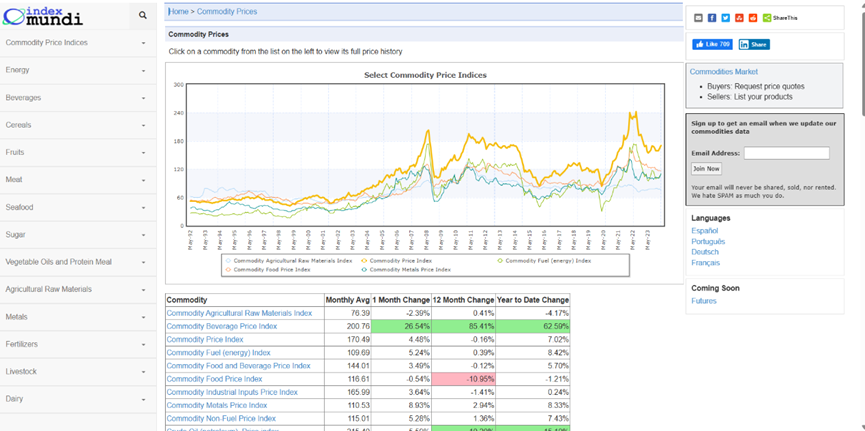 index
mundi
Home > Commodity Prices
ShareThis
Like 705
Share
Commodity Price Indices
Energy
Beverages
Cereals
Fruits
Meat
Seafood
Sugar
Vegetable Oils and Protein Meal
Agricultural Raw Materials
Metals
Fertilizers
Livestock
Dairy
Commodity Prices
Click on a commodity from the list on the left to view its full price history
Select Commodity Price Indices
300
240
180
120
60
0
May-92 May-93 May-94 May-95 May-96 May-97 May-98 May-99 May-00 May-01 May-02 May-03 May-04 May-05 May-06 May-07 May-08 May-09 May-10 May-11 May-12 May-13 May-14 May-15 May-16 May-17 May-18 May-19 May-20 May-21 May-22 May-23
Commodity Agricultural Raw Materials Index Commodity Price Index Commodity Fuel (energy) Index
Commodity Food Price Index Commodity Metals Price Index
Commodity Monthly Avg 1 Month Change 12 Month Change Year to Date Change
Commodity Agricultural Raw Materials Index 76.39 -2.39% 0.41% -4.17%
Commodity Beverage Price Index 200.76 26.54% 85.41% 62.59%
Commodity Price Index 170.49 4.48% -0.16% 7.02%
Commodity Fuel (energy) Index 109.69 5.24% 0.39% 8.42%
Commodity Food and Beverage Price Index 144.01 3.49% -0.12% 5.70%
Commodity Food Price Index 116.61 -0.54% -10.95% -1.21%
Commodity Industrial Inputs Price Index 165.99 3.64% -1.41% 0.24%
Commodity Metals Price Index 110.53 8.93% 2.94% 8.33%
Commodity Non-Fuel Price Index 115.01 5.28% 1.36% 7.43%
Commodities Market
Buyers: Request price quotes
Sellers: List your products
Sign up to get an email when we update our
commodities data
Email Address:
Join Now
Your email will never be shared, sold, nor rented.
We hate SPAM as much you do.
Languages
Español
Português
Deutsch
Français
Coming Soon
Futures